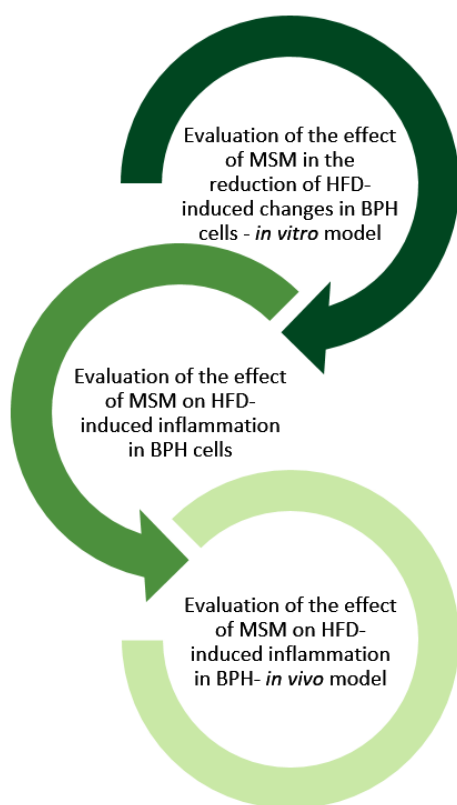 Evaluation of the effect
of MSM in the
reduction of HFD-
induced changes in BPH
cells - in vitro model
Evaluation of the effect
of MSM on HFD-
induced inflammation
in BPH cells
Evaluation of the effect
of MSM on HFD-
induced inflammation
in BPH- in vivo model